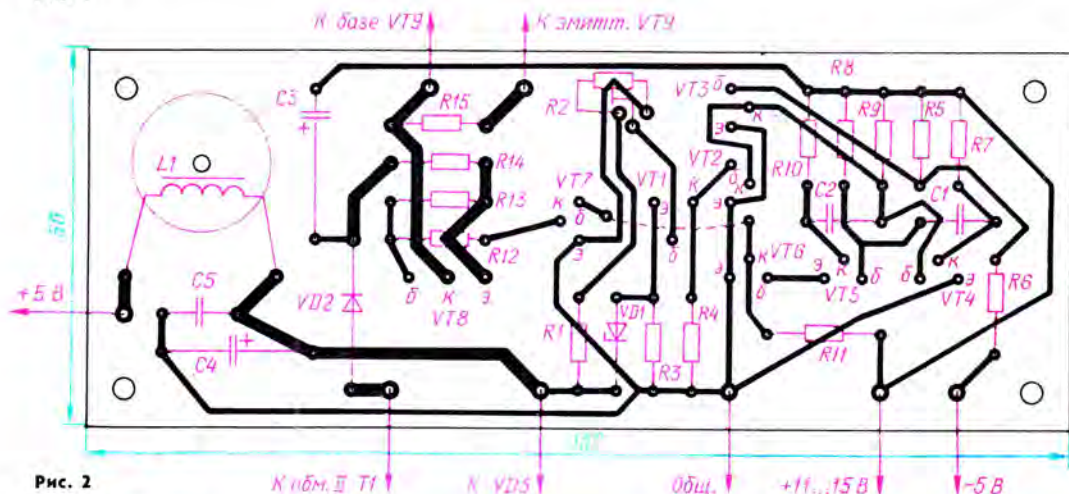 К базе VT9
К эмитт. VT9
C3
+
R15
R2
VT3
б
R8
R9
R5
R7
к
э
L1
R14
VT2
R10
VT7
VT1
б
к
R13
к
к
э
э
C2
C1
б
R12
э
б
VT6
к
э
к
б
б
к
э
VT5
VT4
R6
+5 В
C5
VD2
б
к
э
VT8
VD1
R1
R4
б
C4
+
R3
R11
Рис. 2
К обм. II T1
К VD3
Общ.
+11...15 В
-5 В